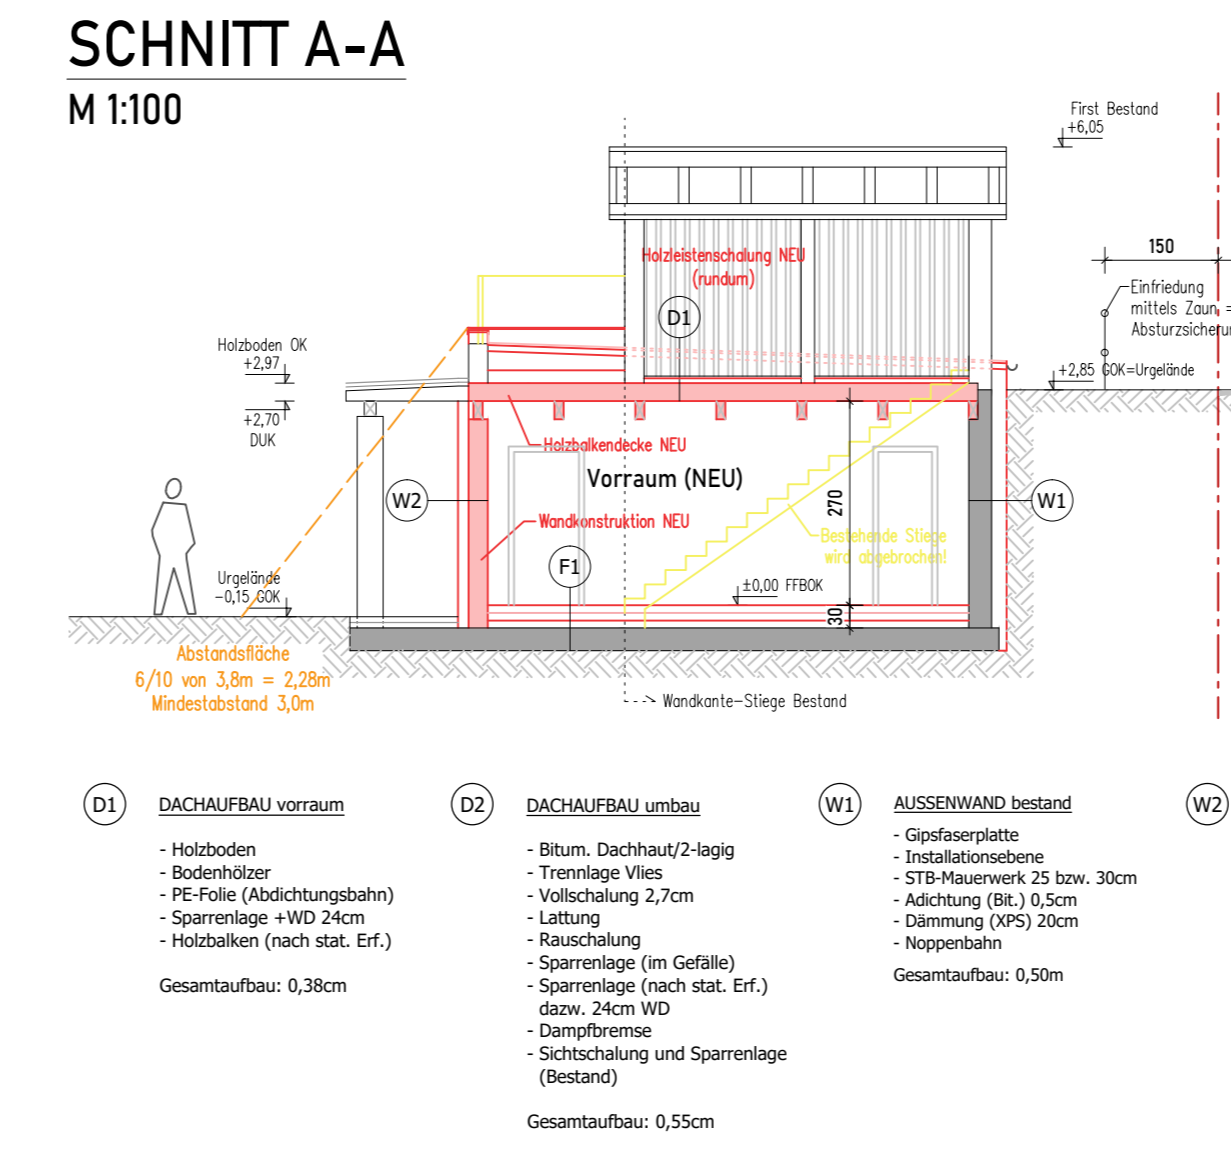 SCHNITT A-A
M 1:100
First Bestand
+6,05
150
Holzleistenschalung NEU
(rundum)
D1
Einfriedung
mittels Zaun =
Holzboden OK
+2,97
+2,85 GOK=Urgelände
+2,70
DUK
Holzbalkendecke NEU
Vorraum (NEU)
270
W2
W1
Wandkonstruktion NEU
Bestehende Stiege
wird abgebrochen!
F1
Urgelände
-0,15 GOK
±0,00 FFBOK
30
Abstandsfläche
6/10 von 3,8m = 2,28m
Mindestabstand 3,0m
Wandkante-Stiege Bestand
D1
DACHAUFBAU vorraum
- Holzboden
- Bodenhölzer
- PE-Folie (Abdichtungsbahn)
- Sparrenlage +WD 24cm
- Holzbalken (nach stat. Erf.)
Gesamtaufbau: 0,38cm
D2
DACHAUFBAU umbau
- Bitum. Dachhaut/2-lagig
- Trennlage Vlies
- Vollschalung 2,7cm
- Lattung
- Rauschalung
- Sparrenlage (im Gefälle)
- Sparrenlage (nach stat. Erf.)
dazw. 24cm WD
- Dampfbremse
- Sichtschalung und Sparrenlage
(Bestand)
Gesamtaufbau: 0,55cm
W1
AUSSENWAND bestand
- Gipsfaserplatte
- Installationsebene
- STB-Mauerwerk 25 bzw. 30cm
- Adichtung (Bit.) 0,5cm
- Dämmung (XPS) 20cm
- Noppenbahn
Gesamtaufbau: 0,50m
W2